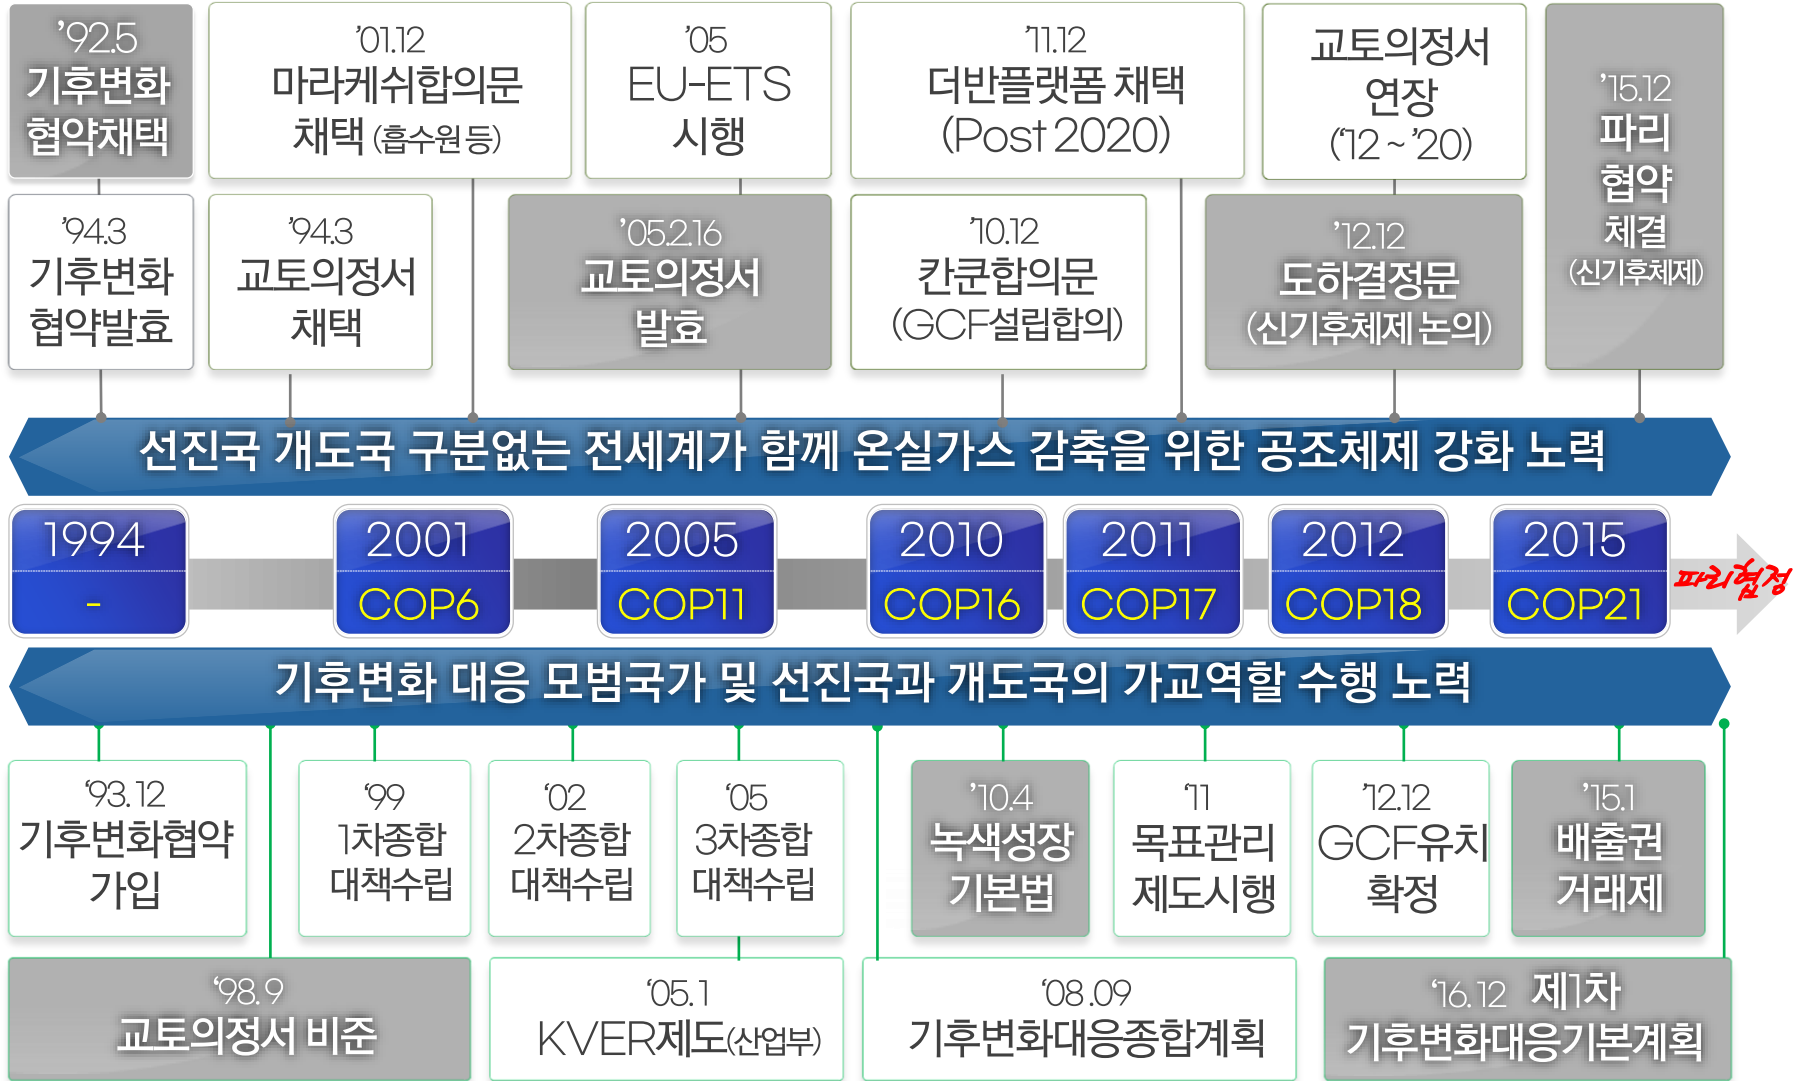 ’92.5
기후변화
협약채택
’01.12
마라케쉬합의문
채택 (흡수원 등)
’05
EU-ETS
시행
’11.12
더반플랫폼 채택
(Post 2020)
교토의정서
연장
(‘12 ~ ’20)
’15.12
파리
협약
체결
(신기후체제)
’94.3
기후변화
협약발효
’94.3
교토의정서
채택
’05.2.16
교토의정서
발효
’10.12
칸쿤합의문
(GCF설립합의)
’12.12
도하결정문
(신기후체제 논의)
선진국 개도국 구분없는 전세계가 함께 온실가스 감축을 위한 공조체제 강화 노력
1994
-
2001
COP6
2005
COP11
2010
COP16
2011
COP17
2012
COP18
2015
COP21
파리협정
기후변화 대응 모범국가 및 선진국과 개도국의 가교역할 수행 노력
‘93.12
기후변화협약
가입
‘99
1차종합
대책수립
‘02
2차종합
대책수립
‘05
3차종합
대책수립
’10.4
녹색성장
기본법
‘11
목표관리
제도시행
’12.12
GCF유치
확정
’15.1
배출권
거래제
‘98.9
교토의정서 비준
‘05.1
KVER제도(산업부)
‘08.09
기후변화대응종합계획
‘16.12 제1차
기후변화대응기본계획